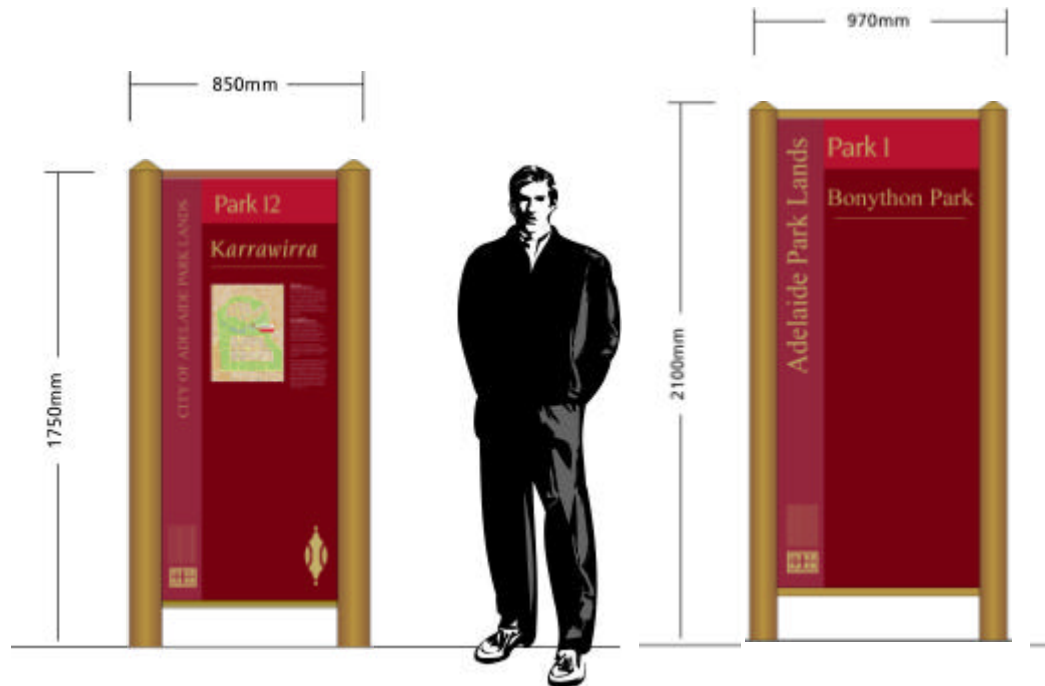 850mm
1750mm
CITY OF ADELAIDE PARK LANDS
Park 12
Karrawirra
970mm
2100mm
Adelaide Park Lands
Park 1
Bonython Park